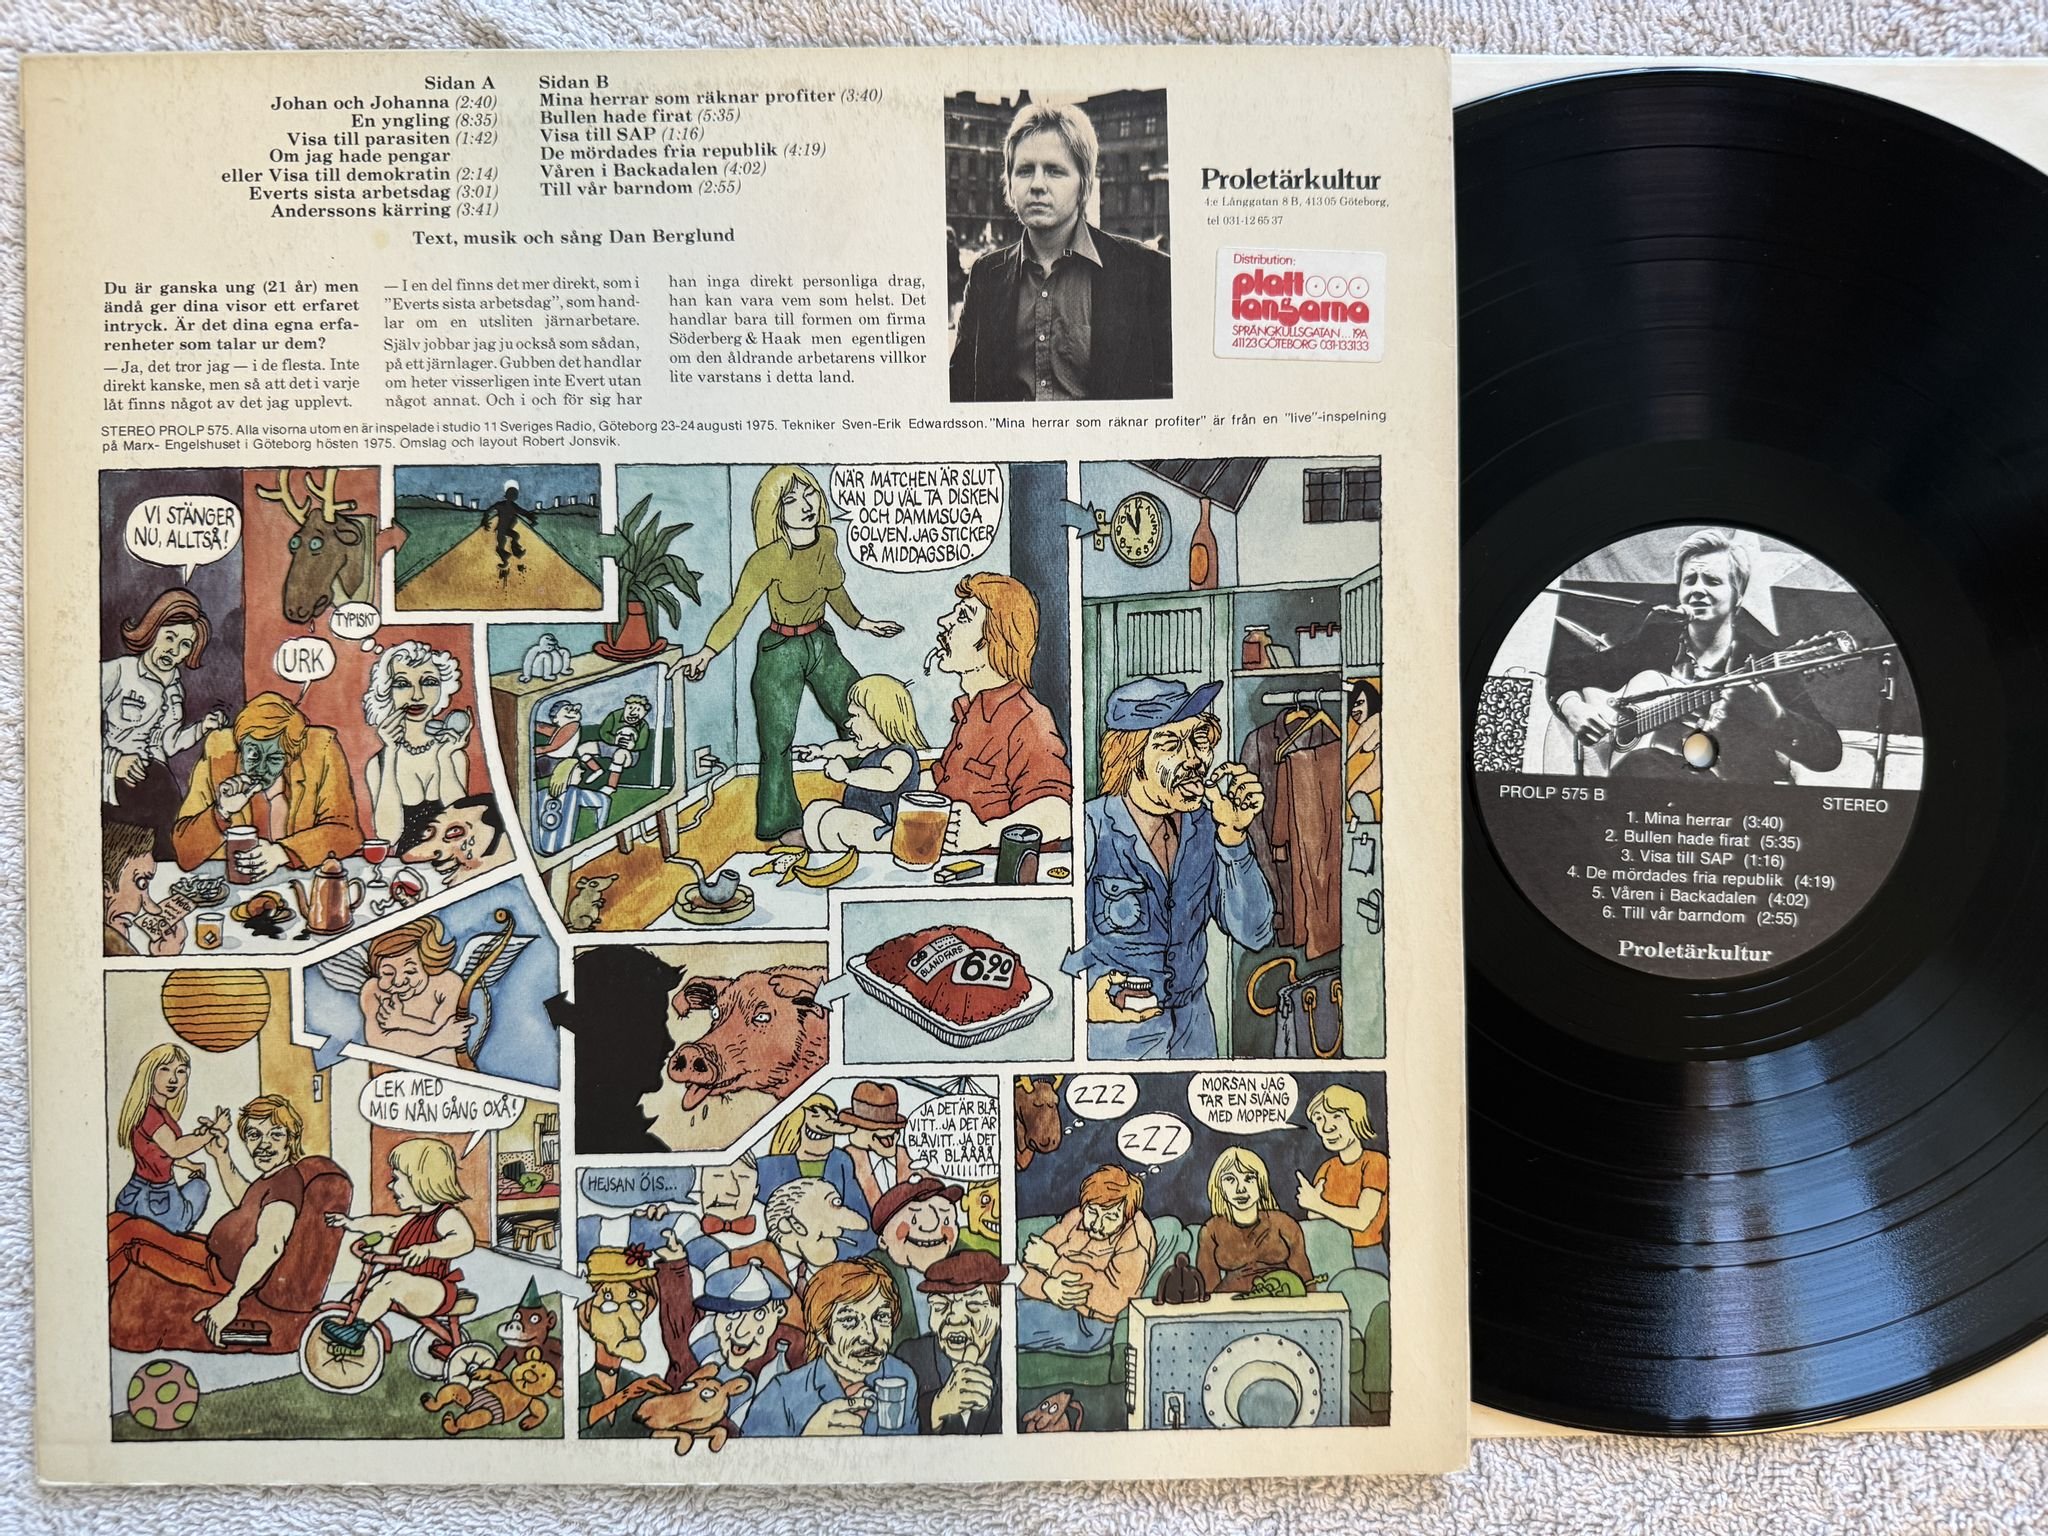 Sidan A
Johan och Johanna (2:40)
En yngling (8:35)
Visa till parasiten (1:42)
Om jag hade pengar
eller Visa till demokratin (2:14)
Everts sista arbetsdag (3:01)
Anderssons kärring (3:41)
Sidan B
Mina herrar som räknar profiter (3:40)
Bullen hade firat (5:35)
Visa till SAP (1:16)
De mördades fria republik (4:19)
Våren i Backadalen (4:02)
Till vår barndom (2:55)
Text, musik och sång Dan Berglund
Proletärkultur
4:e Långgatan 8 B, 413 05 Göteborg,
tel 031-12 65 37
Distribution:
plattlangarna
SPRÄNGKULLSGATAN 19A
411 23 GÖTEBORG 031-133133
Du är ganska ung (21 år) men
ändå ger dina visor ett erfaret
intryck. Är det dina egna erfa-
renheter som talar ur dem?
— Ja, det tror jag — i de flesta. Inte
direkt kanske, men så att det i varje
låt finns något av det jag upplevt.
— I en del finns det mer direkt, som i
"Everts sista arbetsdag", som hand-
lar om en utsliten järnarbetare.
Själv jobbar jag ju också som sådan,
på ett järnlager. Gubben det handlar
om heter visserligen inte Evert utan
något annat. Och i och för sig har
han inga direkt personliga drag,
han kan vara vem som helst. Det
handlar bara till formen om firma
Söderberg & Haak men egentligen
om den åldrande arbetarens villkor
lite varstans i detta land.
STEREO PROLP 575. Alla visorna utom en är inspelade i studio 11 Sveriges Radio, Göteborg 23-24 augusti 1975. Tekniker Sven-Erik Edwardsson. "Mina herrar som räknar profiter" är från en "live"-inspelning
på Marx- Engelshuset i Göteborg hösten 1975. Omslag och layout Robert Jonsvik.
VI STÄNGER
NU, ALLTSÅ!
TYPISKT
URK
NÄR MATCHEN ÄR SLUT
KAN DU VÄL TA DISKEN
OCH DAMMSUGA
GOLVEN. JAG STICKER
PÅ MIDDAGSBIO.
8
BLANDFÄRS
6.90
LEK MED
MIG NÅN GÅNG OXÅ!
HEJSAN ÖIS...
JA DET ÄR BLÅ
VITT..JA DET ÄR
BLÅVITT..JA DET
ÄR BLÅÅÅÅ
VIIIIITTT
ZZZ
ZZZ
MORSAN JAG
TAR EN SVÄNG
MED MOPPEN
PROLP 575 B
STEREO
1. Mina herrar (3:40)
2. Bullen hade firat (5:35)
3. Visa till SAP (1:16)
4. De mördades fria republik (4:19)
5. Våren i Backadalen (4:02)
6. Till vår barndom (2:55)
Proletärkultur